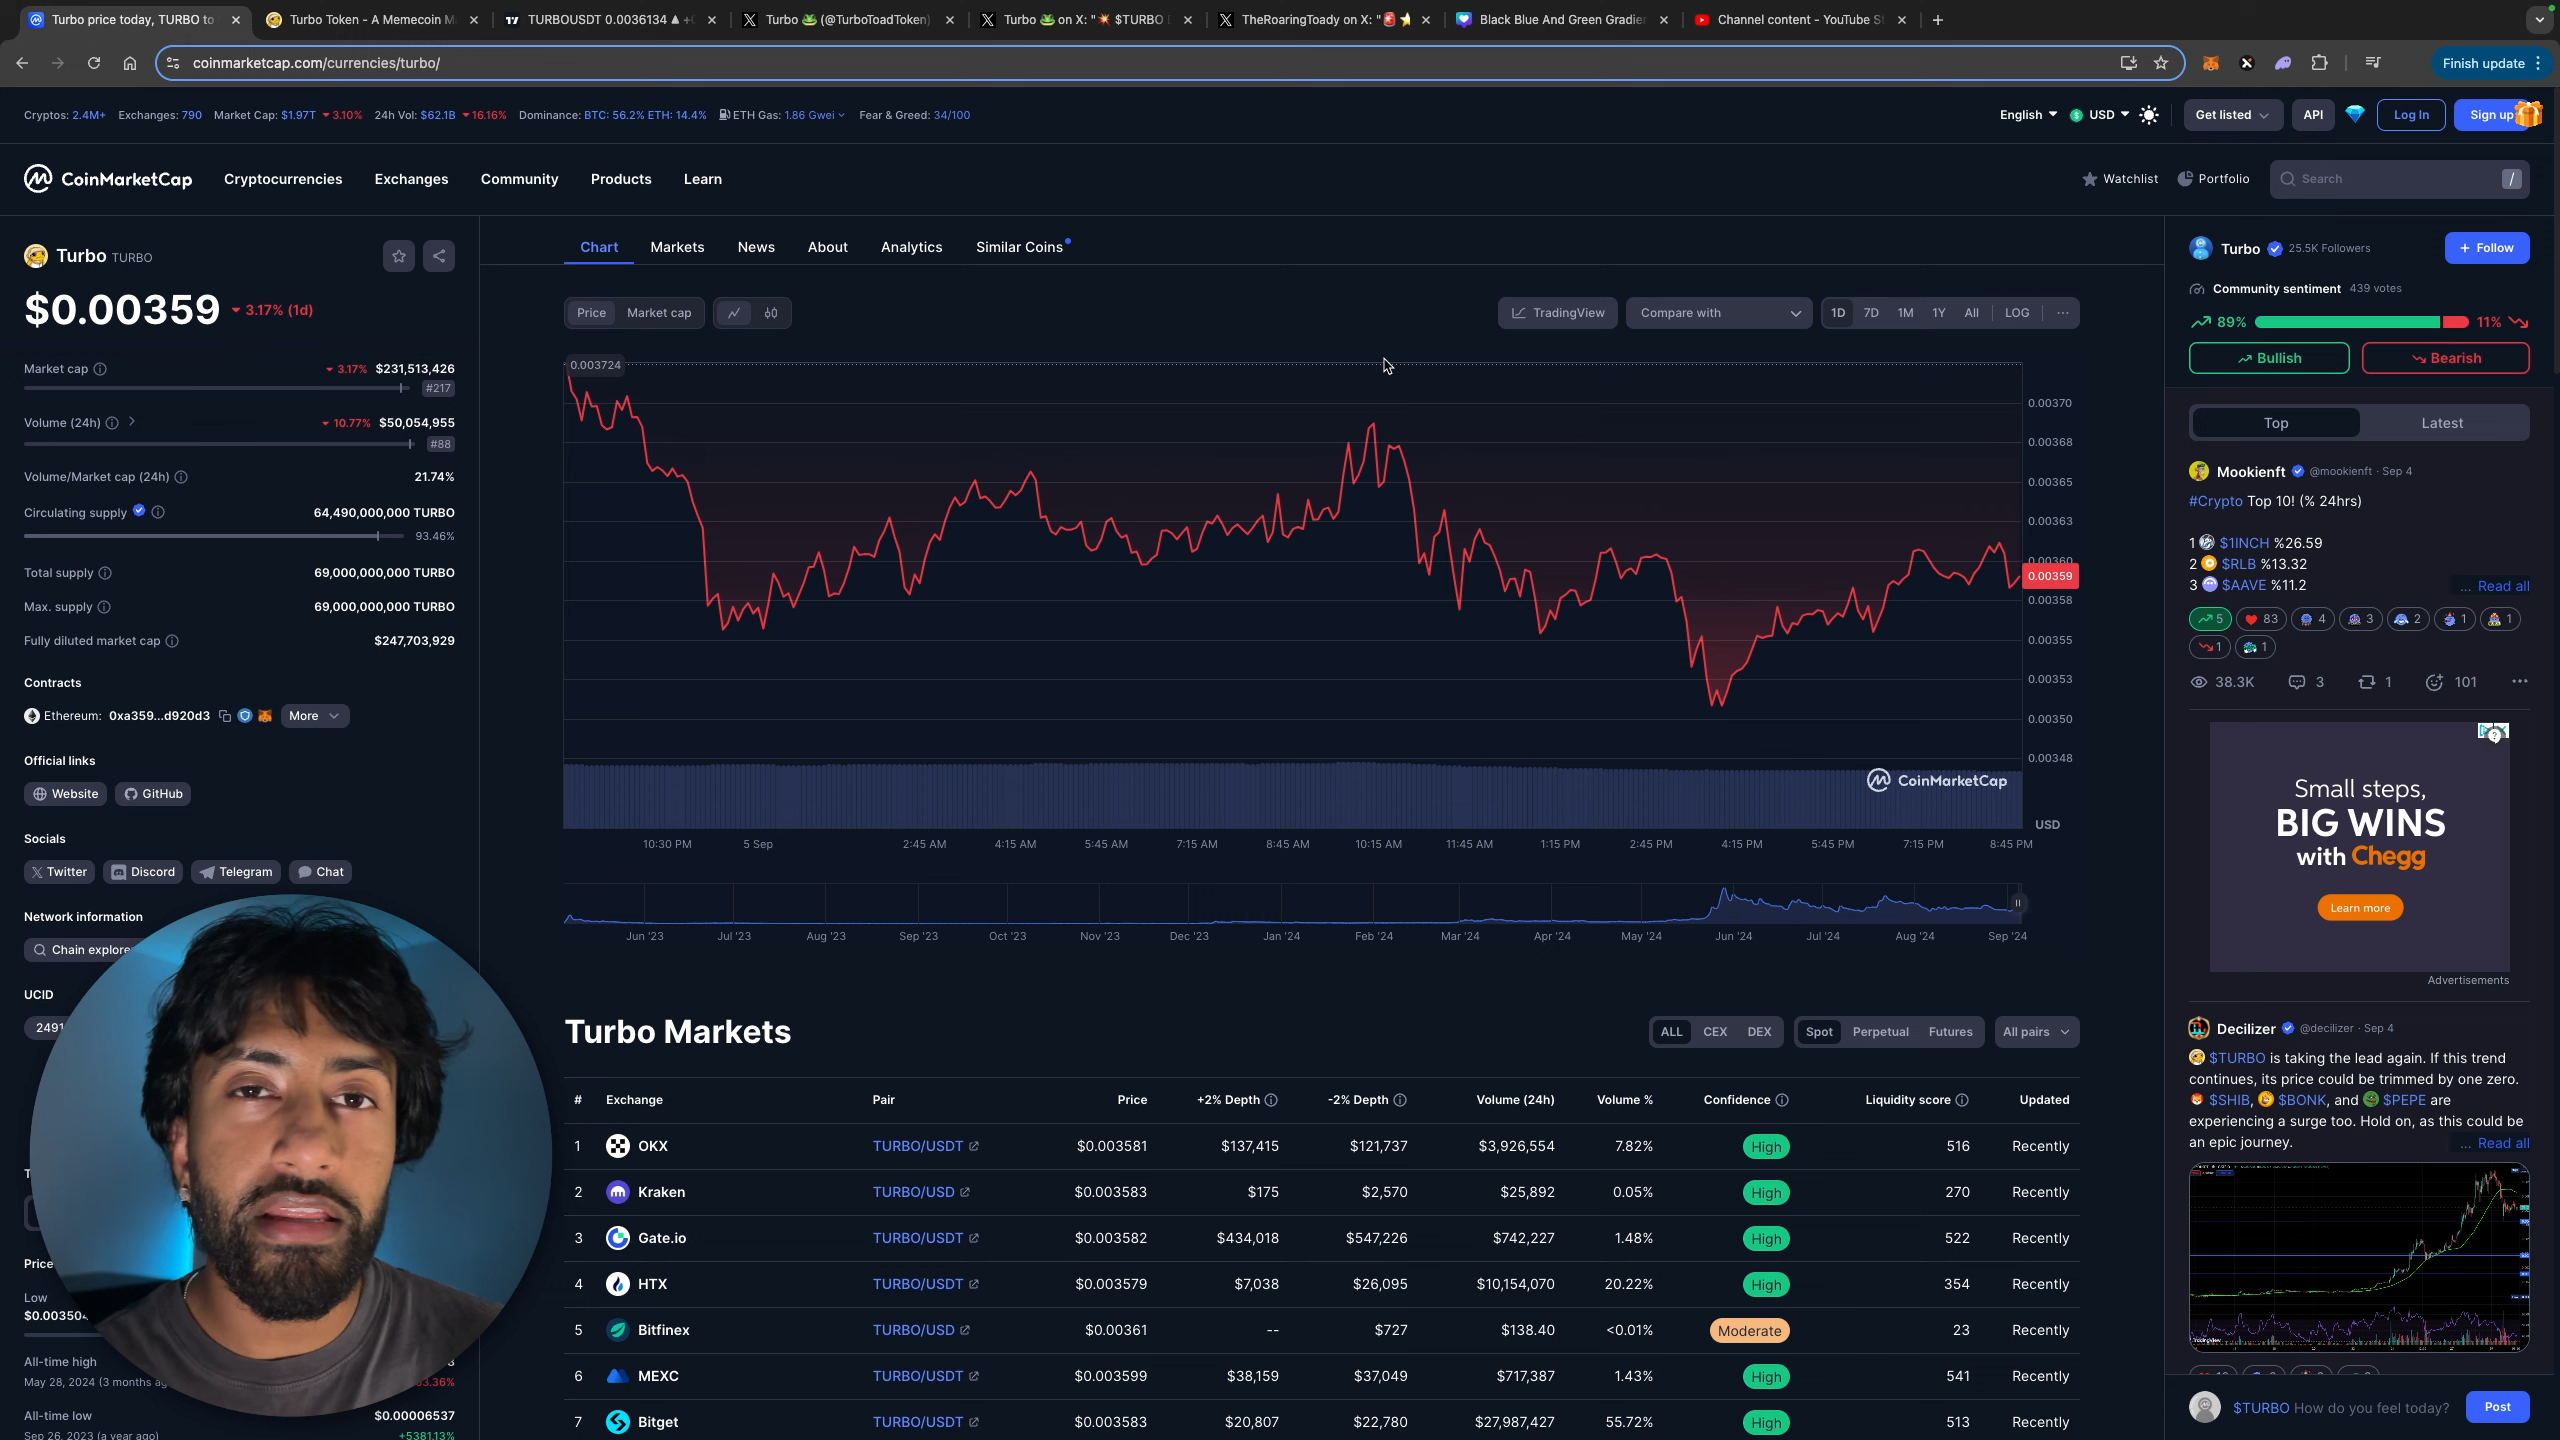 Turbo price today, TURBO to
Turbo Token - A Memecoin M
TURBOUSDT 0.0036134
Turbo (@TurboToadToken)
Turbo on X: " $TURBO
TheRoaringToady on X: "
Black Blue And Green Gradie
Channel content - YouTube S
coinmarketcap.com/currencies/turbo/
Finish update
Cryptos: 2.4M+ Exchanges: 790 Market Cap: $1.97T 3.10% 24h Vol: $62.1B 16.16% Dominance: BTC: 56.2% ETH: 14.4% ETH Gas: 1.86 Gwei Fear & Greed: 34/100
English USD Get listed API Log In Sign up
CoinMarketCap Cryptocurrencies Exchanges Community Products Learn
Watchlist Portfolio Search /
Turbo TURBO
$0.00359 3.17% (1d)
Market cap 3.17% $231,513,426
#217
Volume (24h) 10.77% $50,054,955
#88
Volume/Market cap (24h) 21.74%
Circulating supply 64,490,000,000 TURBO
93.46%
Total supply 69,000,000,000 TURBO
Max. supply 69,000,000,000 TURBO
Fully diluted market cap $247,703,929
Contracts
Ethereum: 0xa359...d920d3 More
Official links
Website GitHub
Socials
Twitter Discord Telegram Chat
Network information
Chain explore
UCID
2491
Price
Low
$0.003504
All-time high
May 28, 2024 (3 months ag
3.36%
All-time low $0.00006537
Sep 26, 2023 (a year ago) +5381.13%
Chart Markets News About Analytics Similar Coins
Price Market cap
TradingView Compare with 1D 7D 1M 1Y All LOG ...
0.003724
0.00370
0.00368
0.00365
0.00363
0.00360
0.00359
0.00358
0.00355
0.00353
0.00350
0.00348
CoinMarketCap
USD
10:30 PM 5 Sep 2:45 AM 4:15 AM 5:45 AM 7:15 AM 8:45 AM 10:15 AM 11:45 AM 1:15 PM 2:45 PM 4:15 PM 5:45 PM 7:15 PM 8:45 PM
Jun '23 Jul '23 Aug '23 Sep '23 Oct '23 Nov '23 Dec '23 Jan '24 Feb '24 Mar '24 Apr '24 May '24 Jun '24 Jul '24 Aug '24 Sep '24
Turbo Markets
ALL CEX DEX Spot Perpetual Futures All pairs
# Exchange Pair Price +2% Depth -2% Depth Volume (24h) Volume % Confidence Liquidity score Updated
1 OKX TURBO/USDT $0.003581 $137,415 $121,737 $3,926,554 7.82% High 516 Recently
2 Kraken TURBO/USD $0.003583 $175 $2,570 $25,892 0.05% High 270 Recently
3 Gate.io TURBO/USDT $0.003582 $434,018 $547,226 $742,227 1.48% High 522 Recently
4 HTX TURBO/USDT $0.003579 $7,038 $26,095 $10,154,070 20.22% High 354 Recently
5 Bitfinex TURBO/USD $0.00361 -- $727 $138.40 <0.01% Moderate 23 Recently
6 MEXC TURBO/USDT $0.003599 $38,159 $37,049 $717,387 1.43% High 541 Recently
7 Bitget TURBO/USDT $0.003583 $20,807 $22,780 $27,987,427 55.72% High 513 Recently
Turbo 25.5K Followers + Follow
Community sentiment 439 votes
89% 11%
Bullish Bearish
Top Latest
Mookienft @mookienft · Sep 4
#Crypto Top 10! (% 24hrs)
1 $1INCH %26.59
2 $RLB %13.32
3 $AAVE %11.2 ... Read all
5 83 4 3 2 1 1
1 1
38.3K 3 1 101 ...
Small steps,
BIG WINS
with Chegg
Learn more
Advertisements
Decilizer @decilizer · Sep 4
$TURBO is taking the lead again. If this trend
continues, its price could be trimmed by one zero.
$SHIB, $BONK, and $PEPE are
experiencing a surge too. Hold on, as this could be
an epic journey. ... Read all
$TURBO How do you feel today? Post